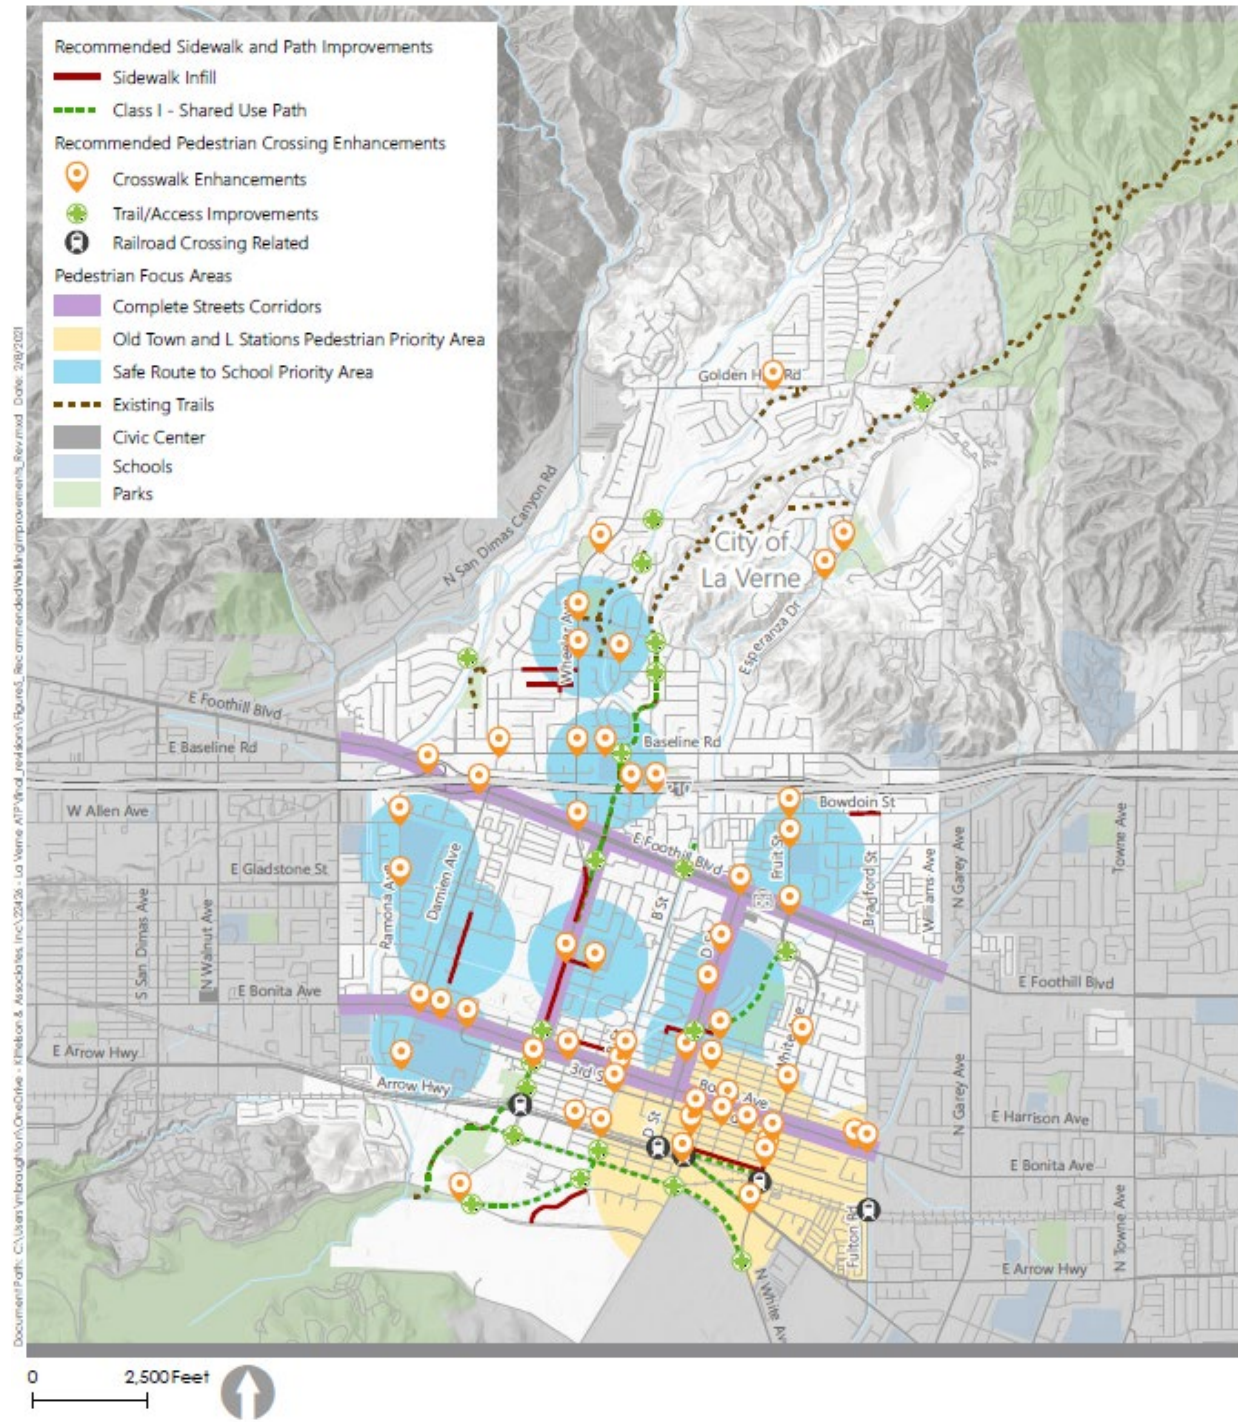 Recommended Sidewalk and Path Improvements
Sidewalk Infill
Class I - Shared Use Path
Recommended Pedestrian Crossing Enhancements
Crosswalk Enhancements
Trail/Access Improvements
Railroad Crossing Related
Pedestrian Focus Areas
Complete Streets Corridors
Old Town and L Stations Pedestrian Priority Area
Safe Route to School Priority Area
Existing Trails
Civic Center
Schools
Parks
Golden H Rd
N San Dimas Canyon Rd
City of
La Verne
Wheeler Ave
Esperanza Dr
E Foothill Blvd
E Baseline Rd
Baseline Rd
W Allen Ave
Bowdoin St
E Gladstone St
E Foothill Blvd
Fruit St
Bradford St
Williams Ave
N Garey Ave
Towne Ave
Ramona Ave
Damien Ave
S San Dimas Ave
N Walnut Ave
B St
E Foothill Blvd
E Bonita Ave
E Arrow Hwy
Arrow Hwy
3rd S
White Ave
N Garey Ave
E Harrison Ave
D St
E Bonita Ave
Fulton Rd
N Towne Ave
E Arrow Hwy
N White Av
0 2,500 Feet